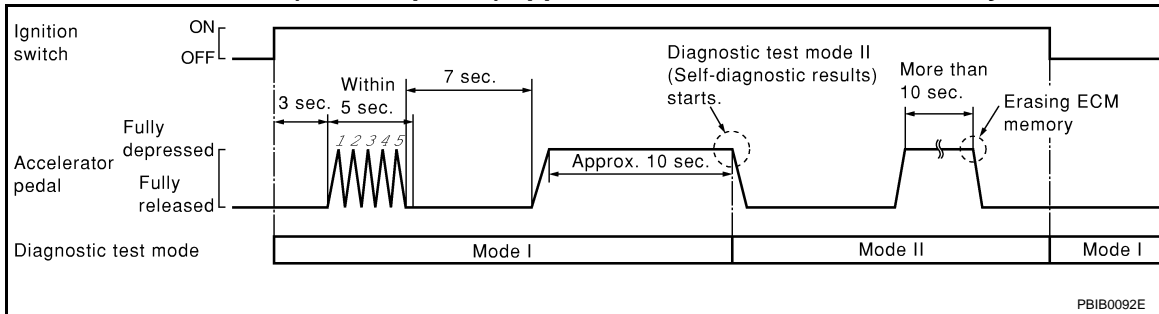 Ignition
switch
ON
OFF
3 sec.
Within
5 sec.
7 sec.
Diagnostic test mode II
(Self-diagnostic results)
starts.
More than
10 sec.
Erasing ECM
memory
Accelerator
pedal
Fully
depressed
Fully
released
1 2 3 4 5
Approx. 10 sec.
Diagnostic test mode
Mode I
Mode II
Mode I
PBIB0092E